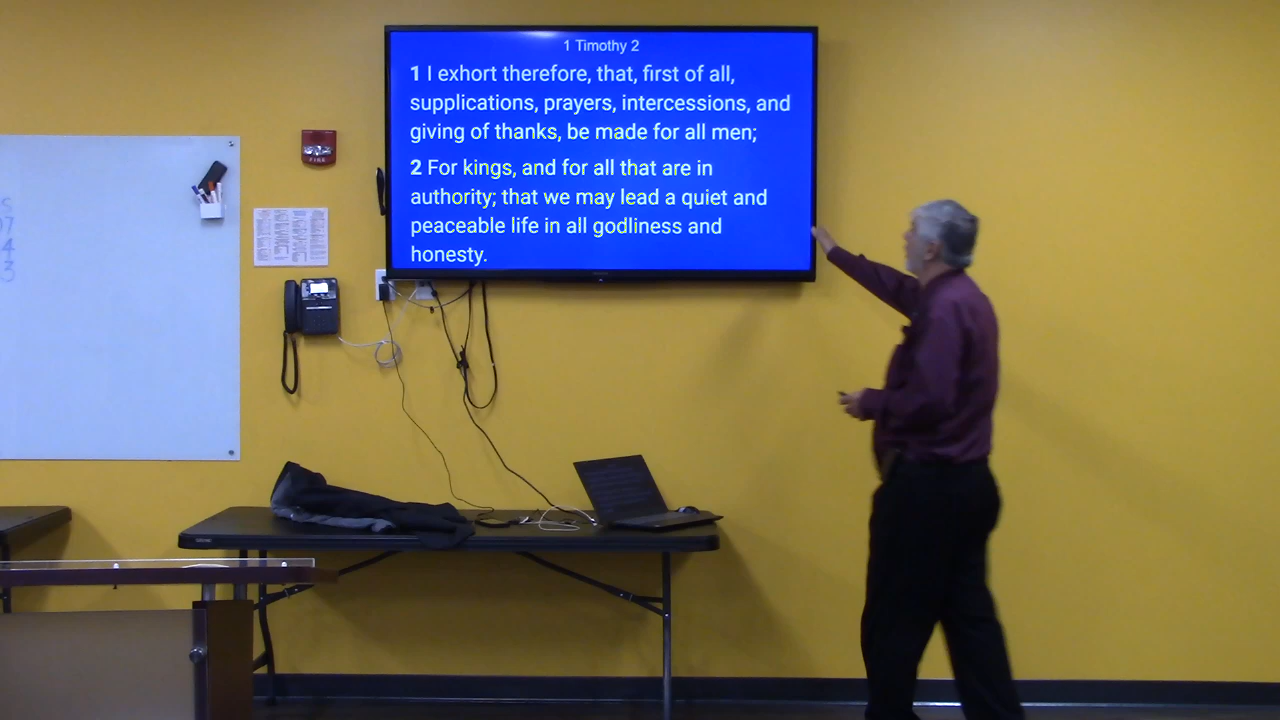 1 Timothy 2
1 I exhort therefore, that, first of all,
supplications, prayers, intercessions, and
giving of thanks, be made for all men;
2 For kings, and for all that are in
authority; that we may lead a quiet and
peaceable life in all godliness and
honesty.
FIRE